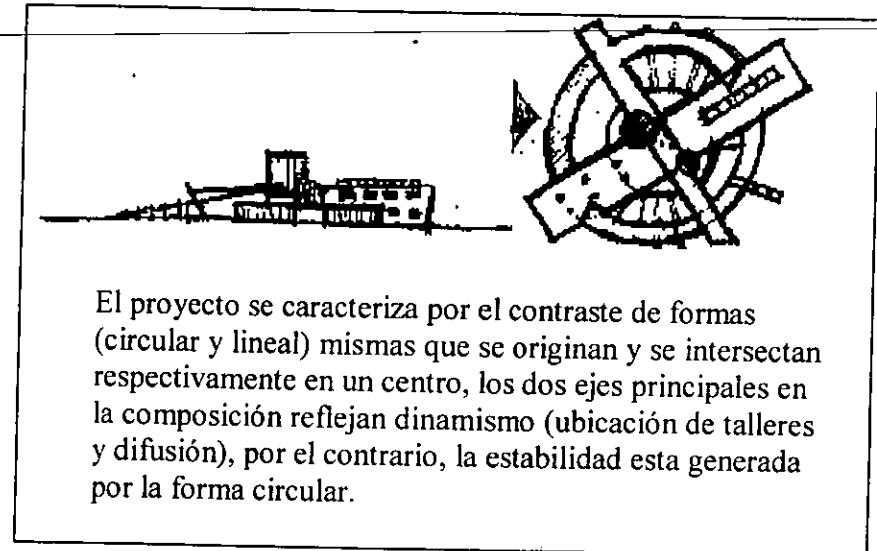 El proyecto se caracteriza por el contraste de formas
(circular y lineal) mismas que se originan y se intersectan
respectivamente en un centro, los dos ejes principales en
la composición reflejan dinamismo (ubicación de talleres
y difusión), por el contrario, la estabilidad esta generada
por la forma circular.